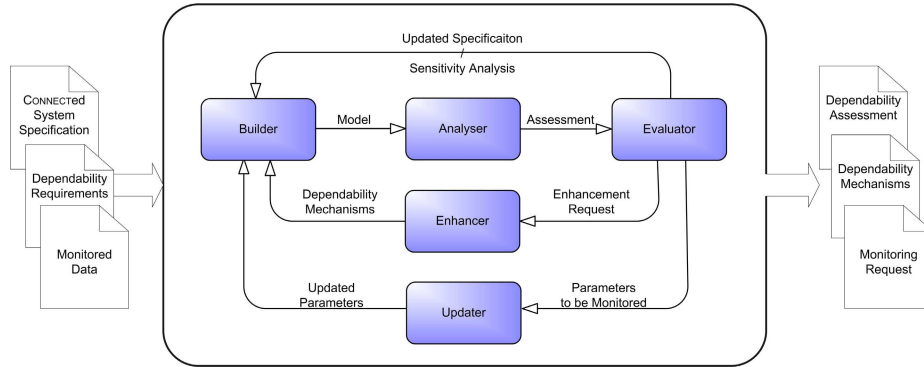 Updated Specificaiton
Sensitivity Analysis
CONNECTed
System
Specification
Dependability
Requirements
Monitored
Data
Builder
Model
Analyser
Assessment
Evaluator
Dependability
Mechanisms
Enhancer
Enhancement
Request
Updated
Parameters
Updater
Parameters
to be Monitored
Dependability
Assessment
Dependability
Mechanisms
Monitoring
Request